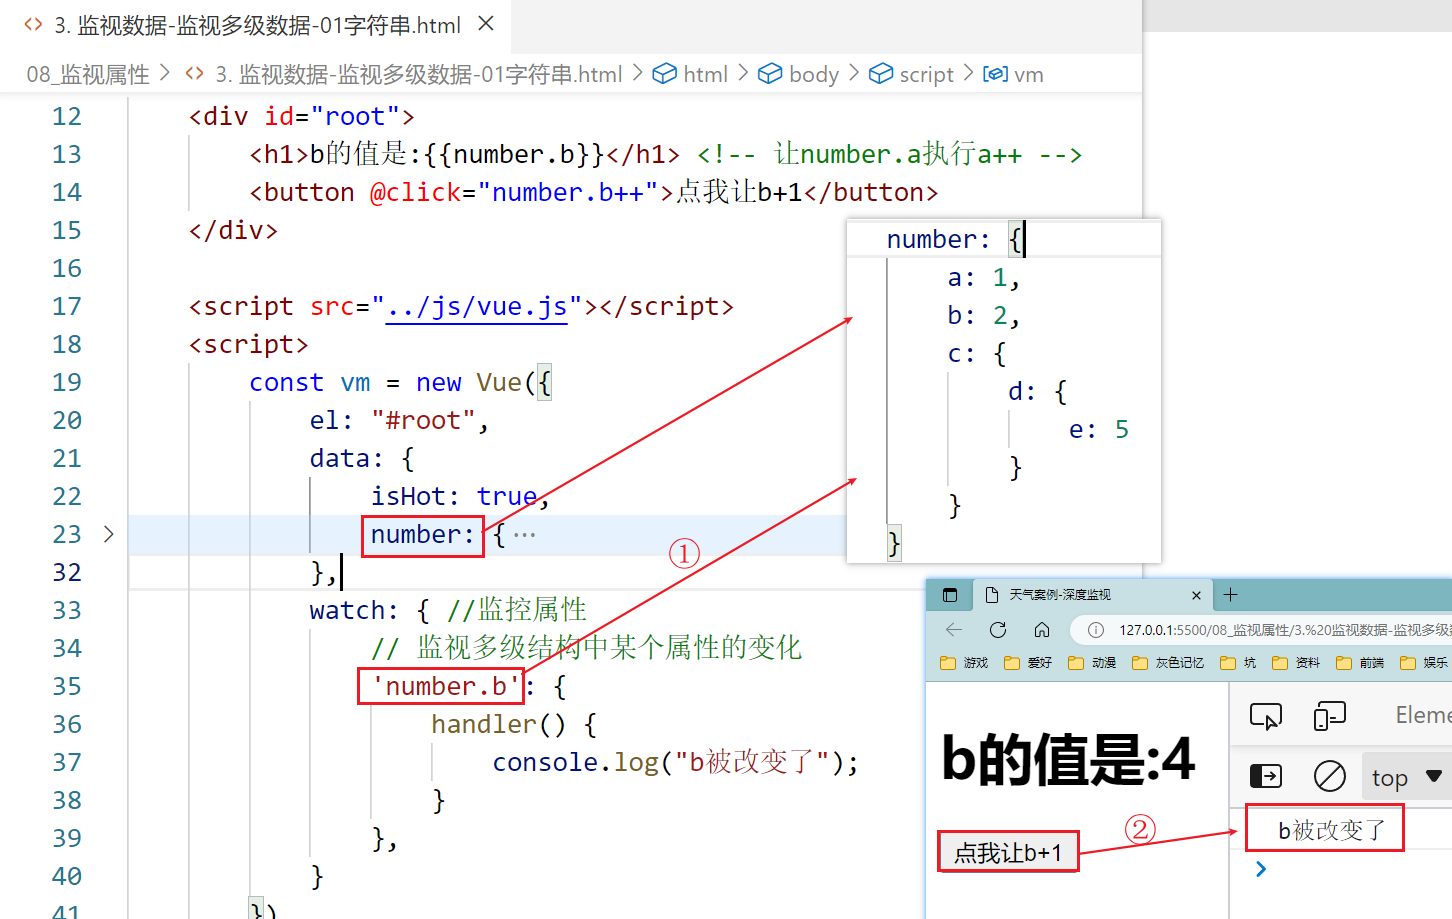 3. 监视数据-监视多级数据-01字符串.html
08_监视属性 > 3. 监视数据-监视多级数据-01字符串.html > html > body > script > vm
12 <div id="root">
13 <h1>b的值是:{{number.b}}</h1> <!-- 让number.a执行a++ -->
14 <button @click="number.b++">点我让b+1</button>
15 </div>
16
17 <script src="../js/vue.js"></script>
18 <script>
19 const vm = new Vue({
20 el: "#root",
21 data: {
22 isHot: true,
23 number: {…
32 },
33 watch: { //监控属性
34 // 监视多级结构中某个属性的变化
35 'number.b': {
36 handler() {
37 console.log("b被改变了");
38 }
39 },
40 }
41 })
number: {
a: 1,
b: 2,
c: {
d: {
e: 5
}
}
}
①
天气案例-深度监视
127.0.0.1:5500/08_监视属性/3.%20监视数据-监视多级数
游戏 爱好 动漫 灰色记忆 坑 资料 前端 娱乐
Eleme
top
b的值是:4
点我让b+1
②
b被改变了